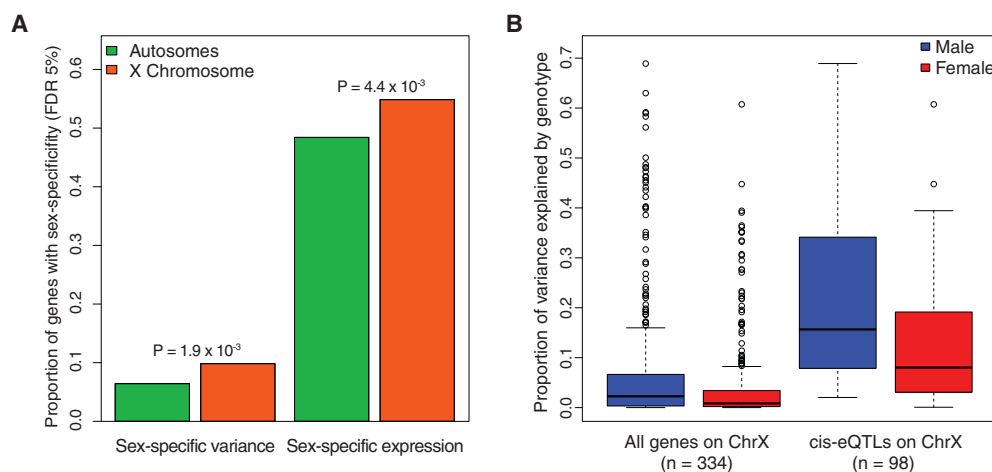 A
Proportion of genes with sex-specificifity (FDR 5%)
0.0
0.1
0.2
0.3
0.4
0.5
0.6
Autosomes
X Chromosome
P = 1.9 x 10-3
P = 4.4 x 10-3
Sex-specific variance
Sex-specific expression
B
Proportion of variance explained by genotype
0.0
0.1
0.2
0.3
0.4
0.5
0.6
0.7
Male
Female
All genes on ChrX
(n = 334)
cis-eQTLs on ChrX
(n = 98)